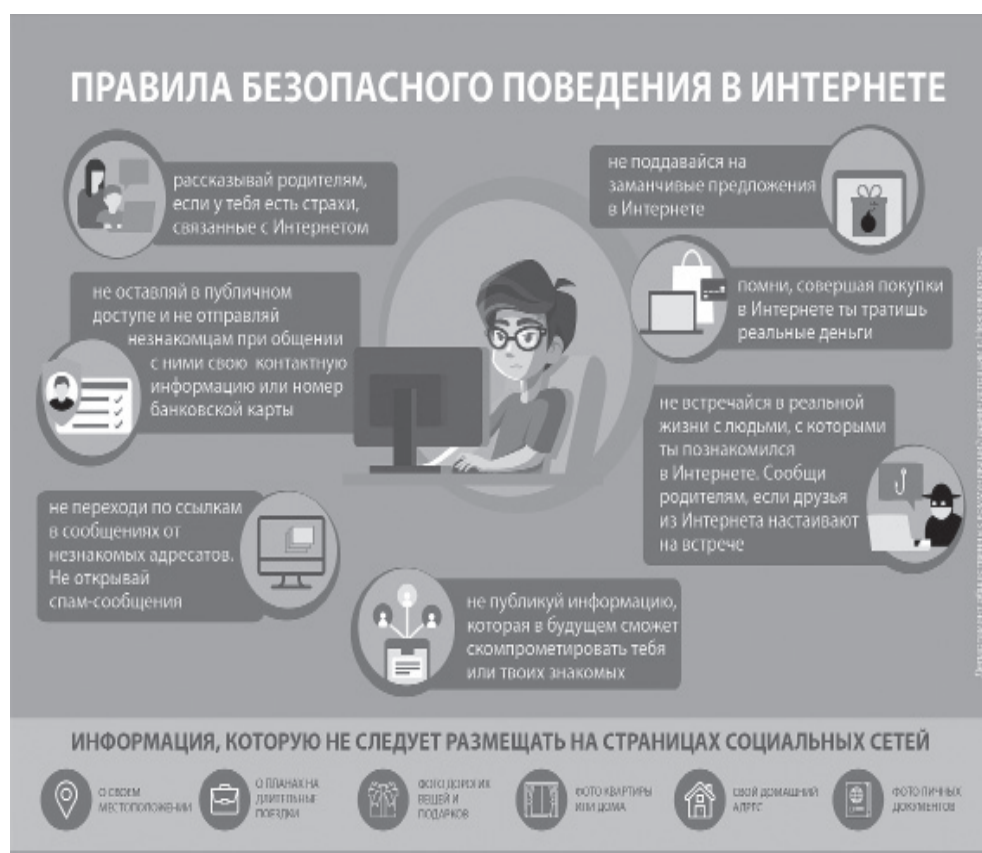 ПРАВИЛА БЕЗОПАСНОГО ПОВЕДЕНИЯ В ИНТЕРНЕТЕ
рассказывай родителям,
если у тебя есть страхи,
связанные с Интернетом
не поддавайся на
заманчивые предложения
в Интернете
не оставляй в публичном
доступе и не отправляй
незнакомцам при общении
с ними свою контактную
информацию или номер
банковской карты
помни, совершая покупки
в Интернете ты тратишь
реальные деньги
не встречайся в реальной
жизни с людьми, с которыми
ты познакомился
в Интернете. Сообщи
родителям, если друзья
из Интернета настаивают
на встрече
не переходи по ссылкам
в сообщениях от
незнакомых адресатов.
Не открывай
спам-сообщения
не публикуй информацию,
которая в будущем сможет
скомпрометировать тебя
или твоих знакомых
ИНФОРМАЦИЯ, КОТОРУЮ НЕ СЛЕДУЕТ РАЗМЕЩАТЬ НА СТРАНИЦАХ СОЦИАЛЬНЫХ СЕТЕЙ
О СВОЕМ
МЕСТОПОЛОЖЕНИИ
О ПЛАНАХ НА
ДЛИТЕЛЬНЫЕ
ПОЕЗДКИ
ФОТО ДОРОГИХ
ВЕЩЕЙ И
ПОДАРКОВ
ФОТО КВАРТИРЫ
ИЛИ ДОМА
СВОЙ ДОМАШНИЙ
АДРЕС
ФОТО ЛИЧНЫХ
ДОКУМЕНТОВ